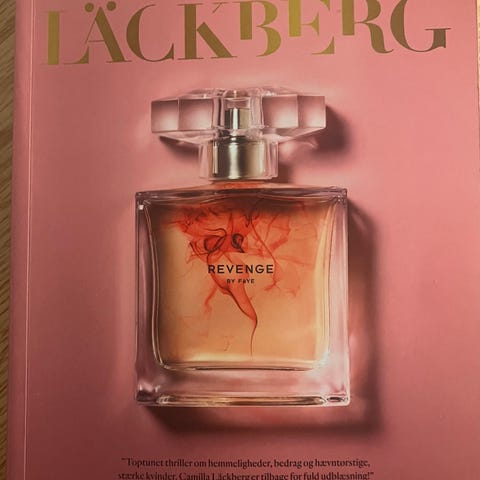 LÄCKBERG
REVENGE
BY FAYE
"Toptunet thriller om hemmeligheder, bedrag og hævntørstige,
stærke kvinder. Camilla Läckberg er tilbage for fuld udblæsning!"